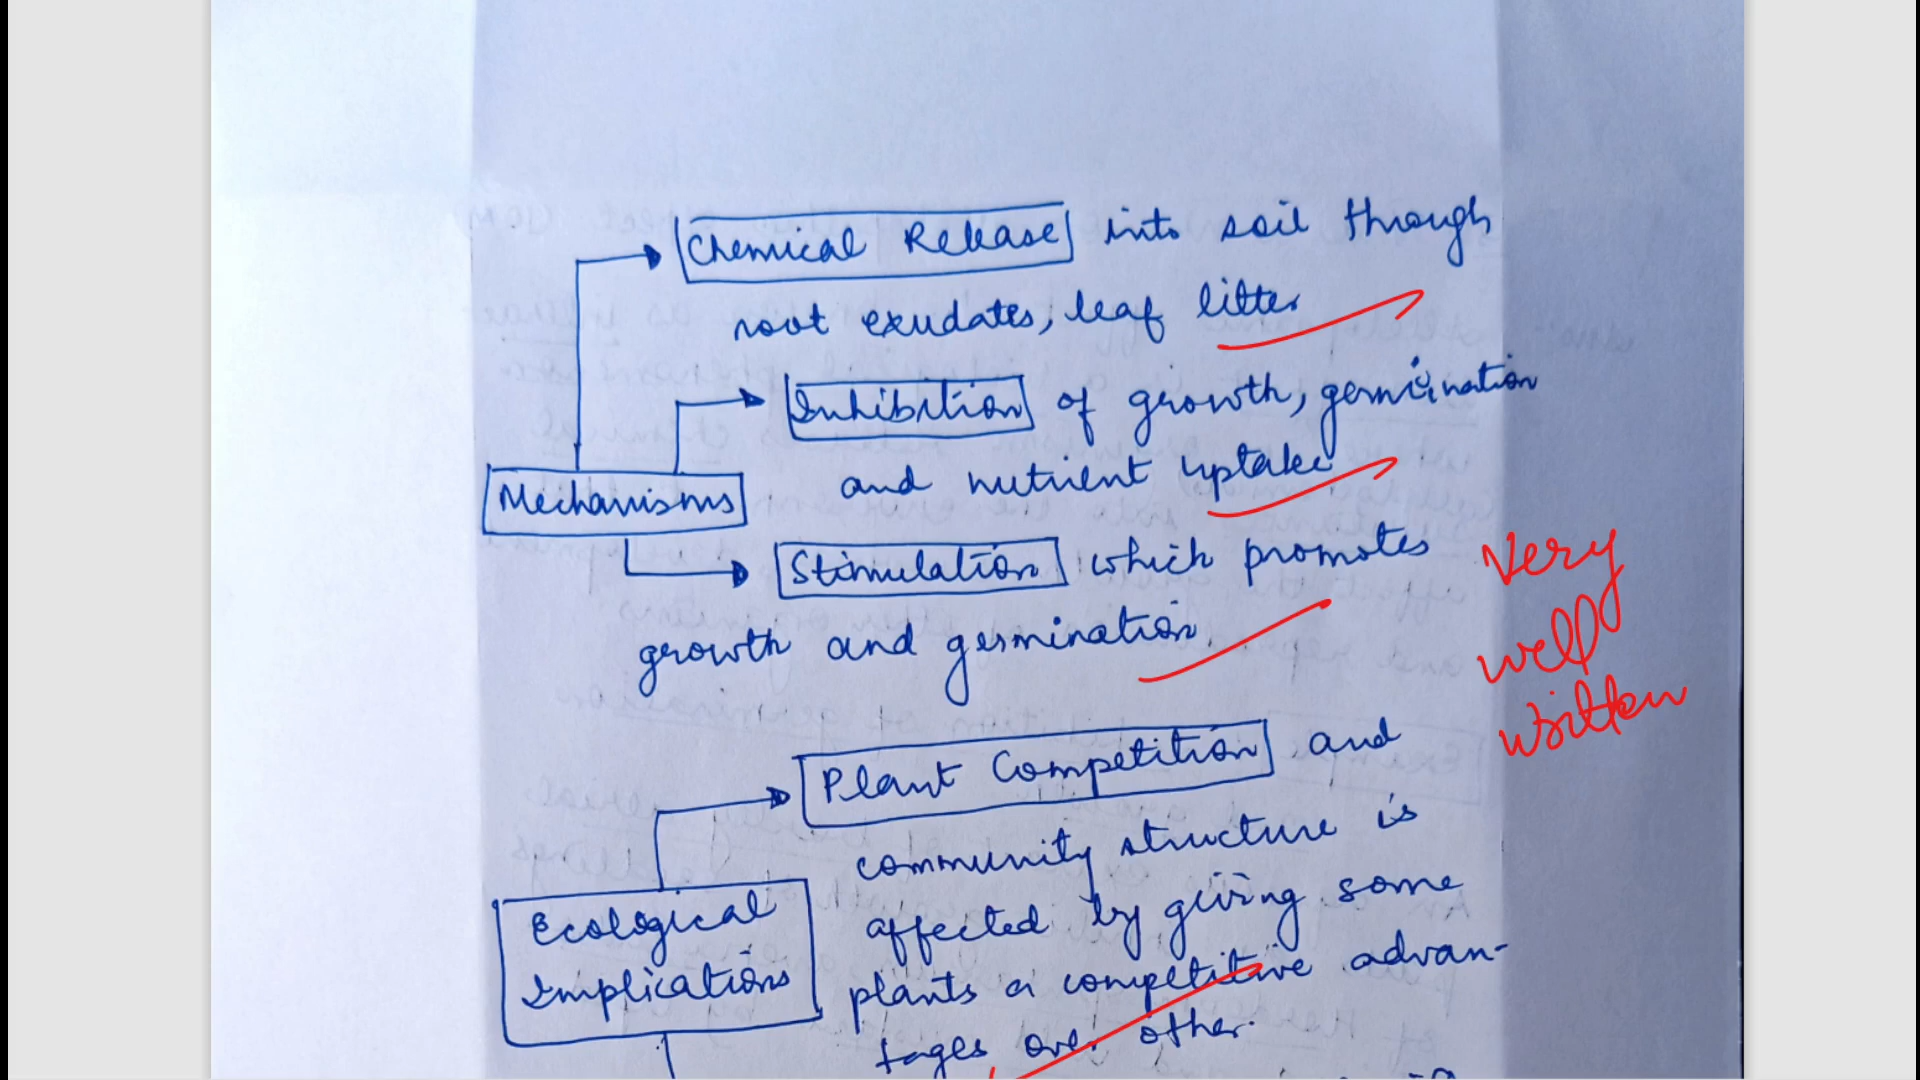 Chemical Release into soil through
root exudates, leaf litter
Inhibition of growth, germination
and nutrient uptake
Mechanisms
Stimulation which promotes
growth and germination.
Very
well
written
Plant Competition and
community structure is
affected by giving some
plants a competitive advan-
tages over other.
Ecological
Implications